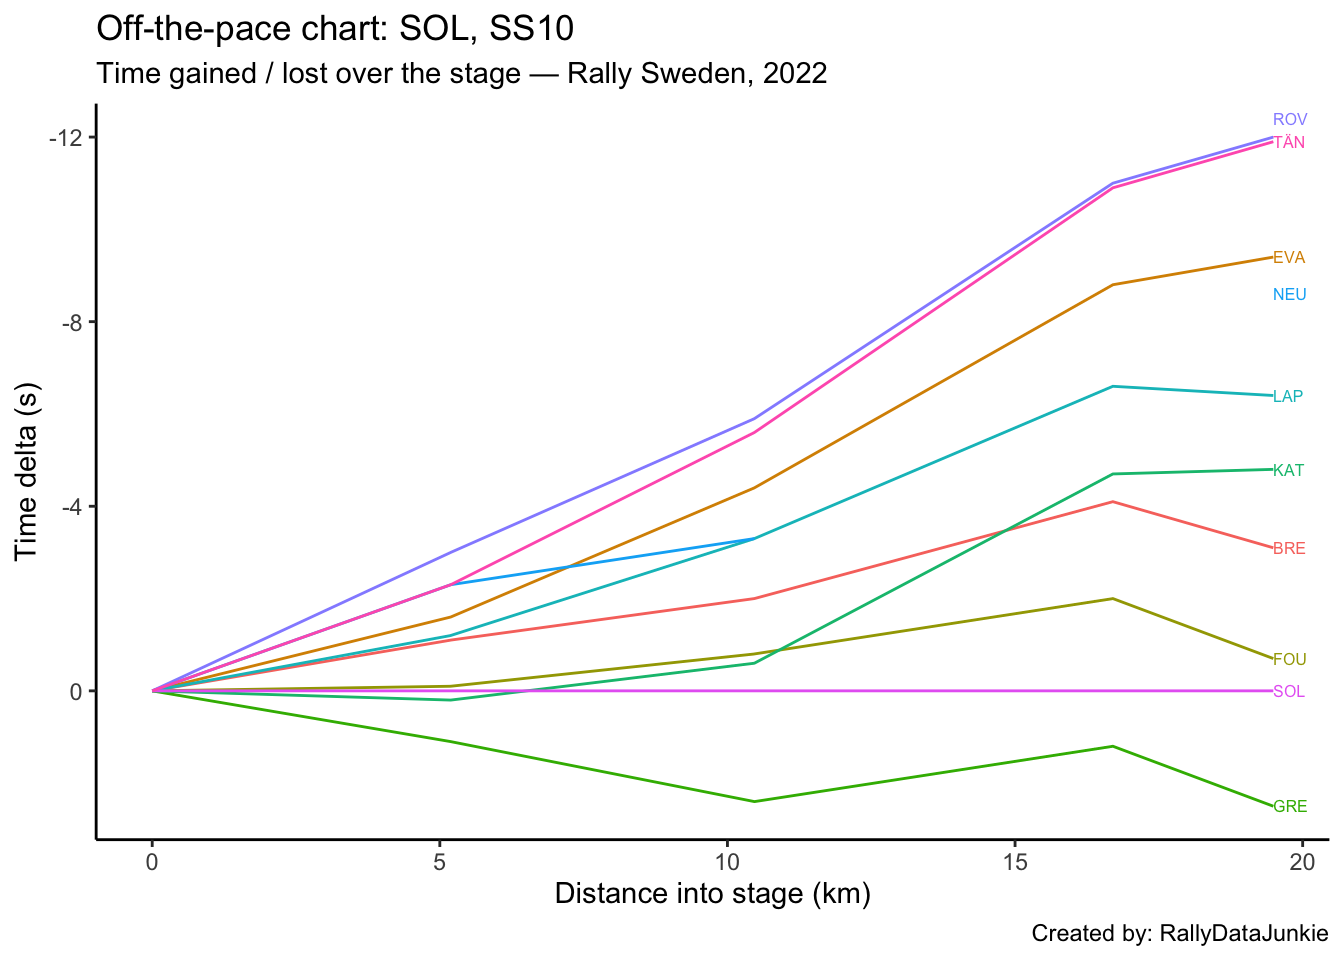 Off-the-pace chart: SOL, SS10
Time gained / lost over the stage — Rally Sweden, 2022
-12
-8
-4
0
Time delta (s)
ROV
TÄN
EVA
NEU
LAP
KAT
BRE
FOU
SOL
GRE
0 5 10 15 20
Distance into stage (km)
Created by: RallyDataJunkie